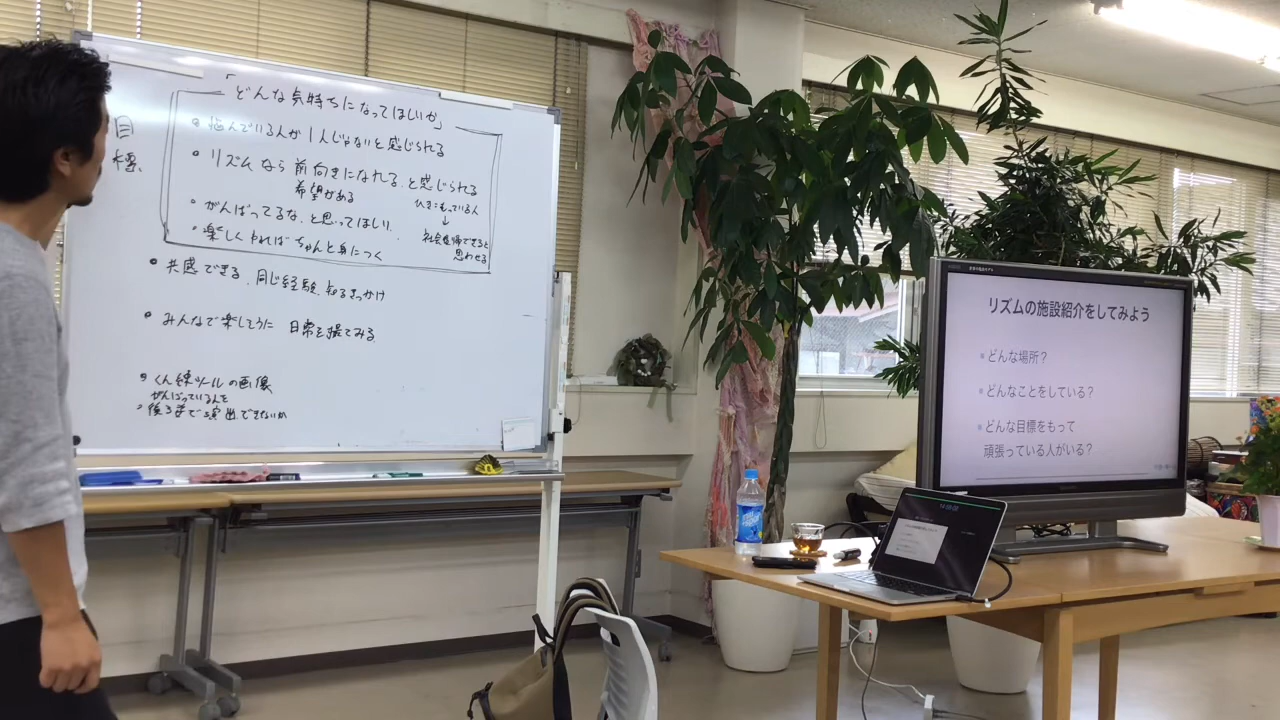 目標
「どんな気持ちになってほしいか」
・悩んでいる人が1人じゃないと感じられる
・リズムなら前向きになれる、と感じられる
希望がある
ひきこもっている人
↓
社会復帰できると
思わせる
・がんばってるな、と思ってほしい、
・楽しくやれば ちゃんと身につく
・共感できる、同じ経験、知るきっかけ
・みんなで楽しそうに 日常を撮ってみる
・くん練ツールの画像
がんばっている人を
・後ろ姿で演出できないか
リズムの施設紹介をしてみよう
・どんな場所？
・どんなことをしている？
・どんな目標をもって
頑張っている人がいる？